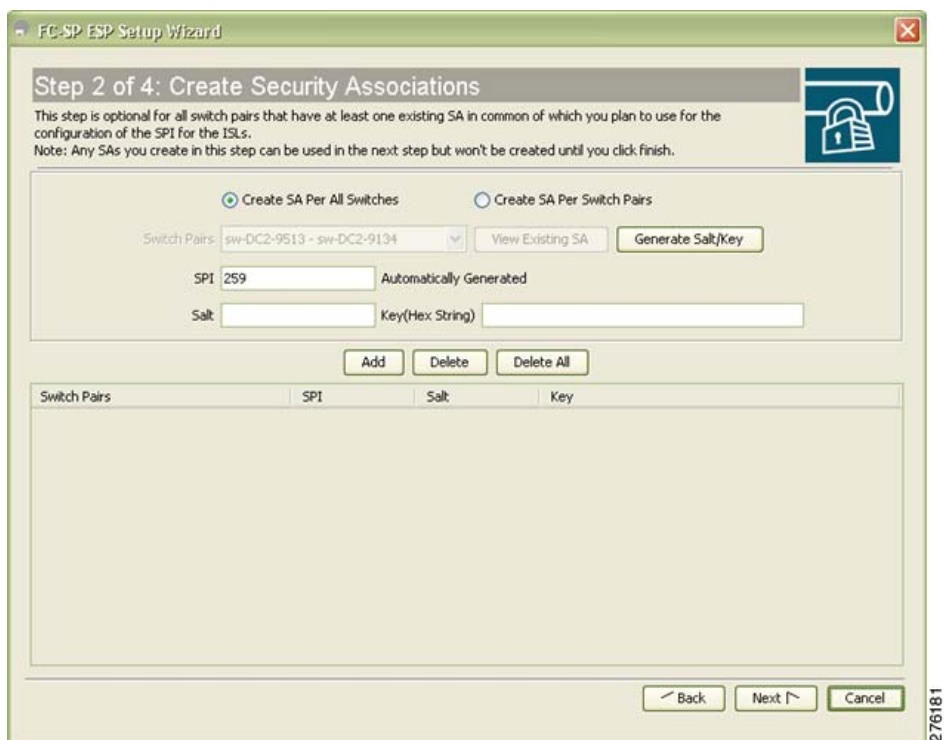 FC-SP ESP Setup Wizard
Step 2 of 4: Create Security Associations
This step is optional for all switch pairs that have at least one existing SA in common of which you plan to use for the
configuration of the SPI for the ISLs.
Note: Any SAs you create in this step can be used in the next step but won't be created until you click finish.
Create SA Per All Switches Create SA Per Switch Pairs
Switch Pairs sw-DC2-9513 - sw-DC2-9134 View Existing SA Generate Salt/Key
SPI 259 Automatically Generated
Salt Key(Hex String)
Add Delete Delete All
Switch Pairs SPI Salt Key
Back Next Cancel
276181